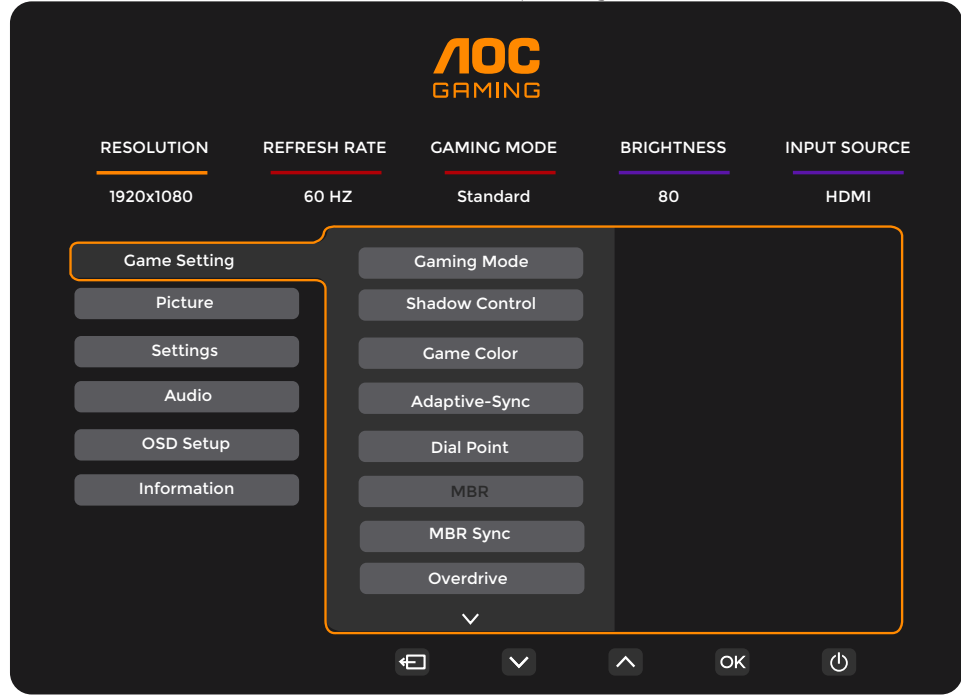 AOC
GAMING
RESOLUTION REFRESH RATE GAMING MODE BRIGHTNESS INPUT SOURCE
1920x1080 60 HZ Standard 80 HDMI
Game Setting
Picture
Settings
Audio
OSD Setup
Information
Gaming Mode
Shadow Control
Game Color
Adaptive-Sync
Dial Point
MBR
MBR Sync
Overdrive
OK